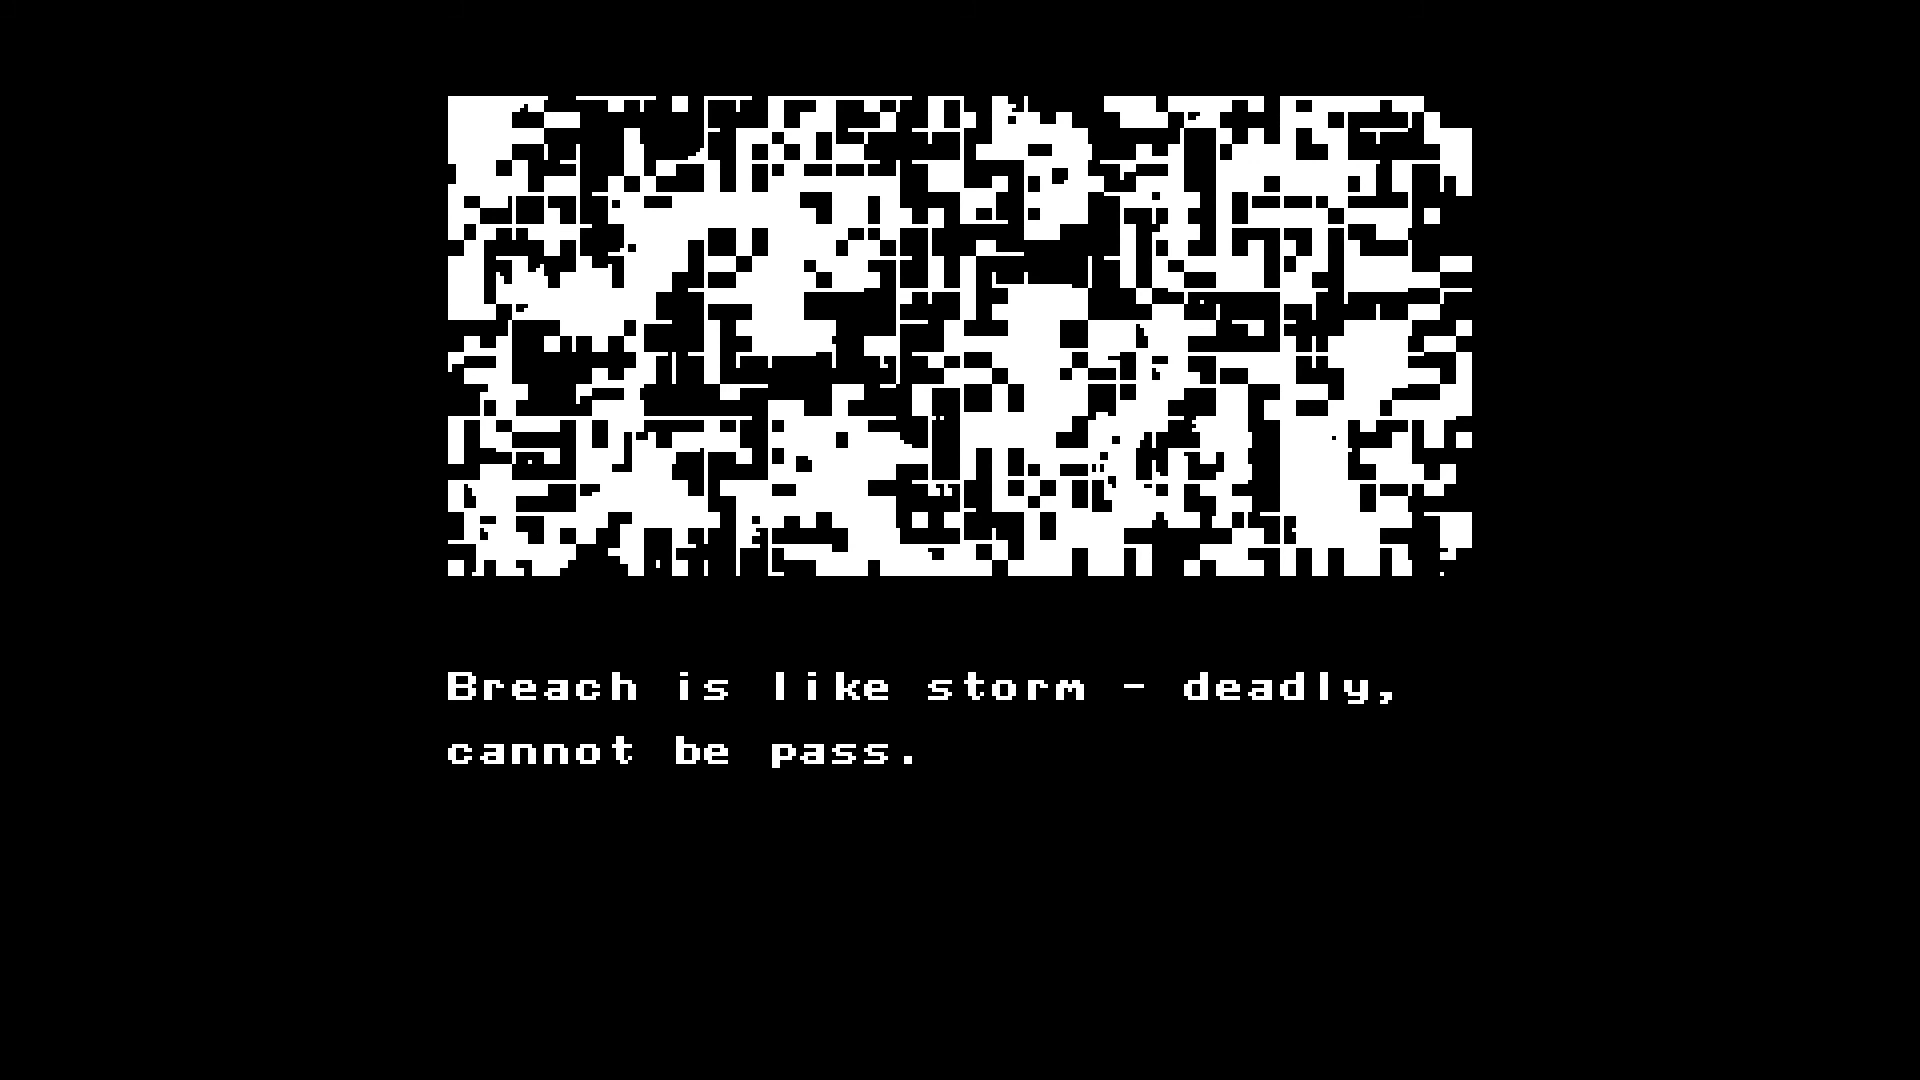 Breach is like storm - deadly,
cannot be pass.